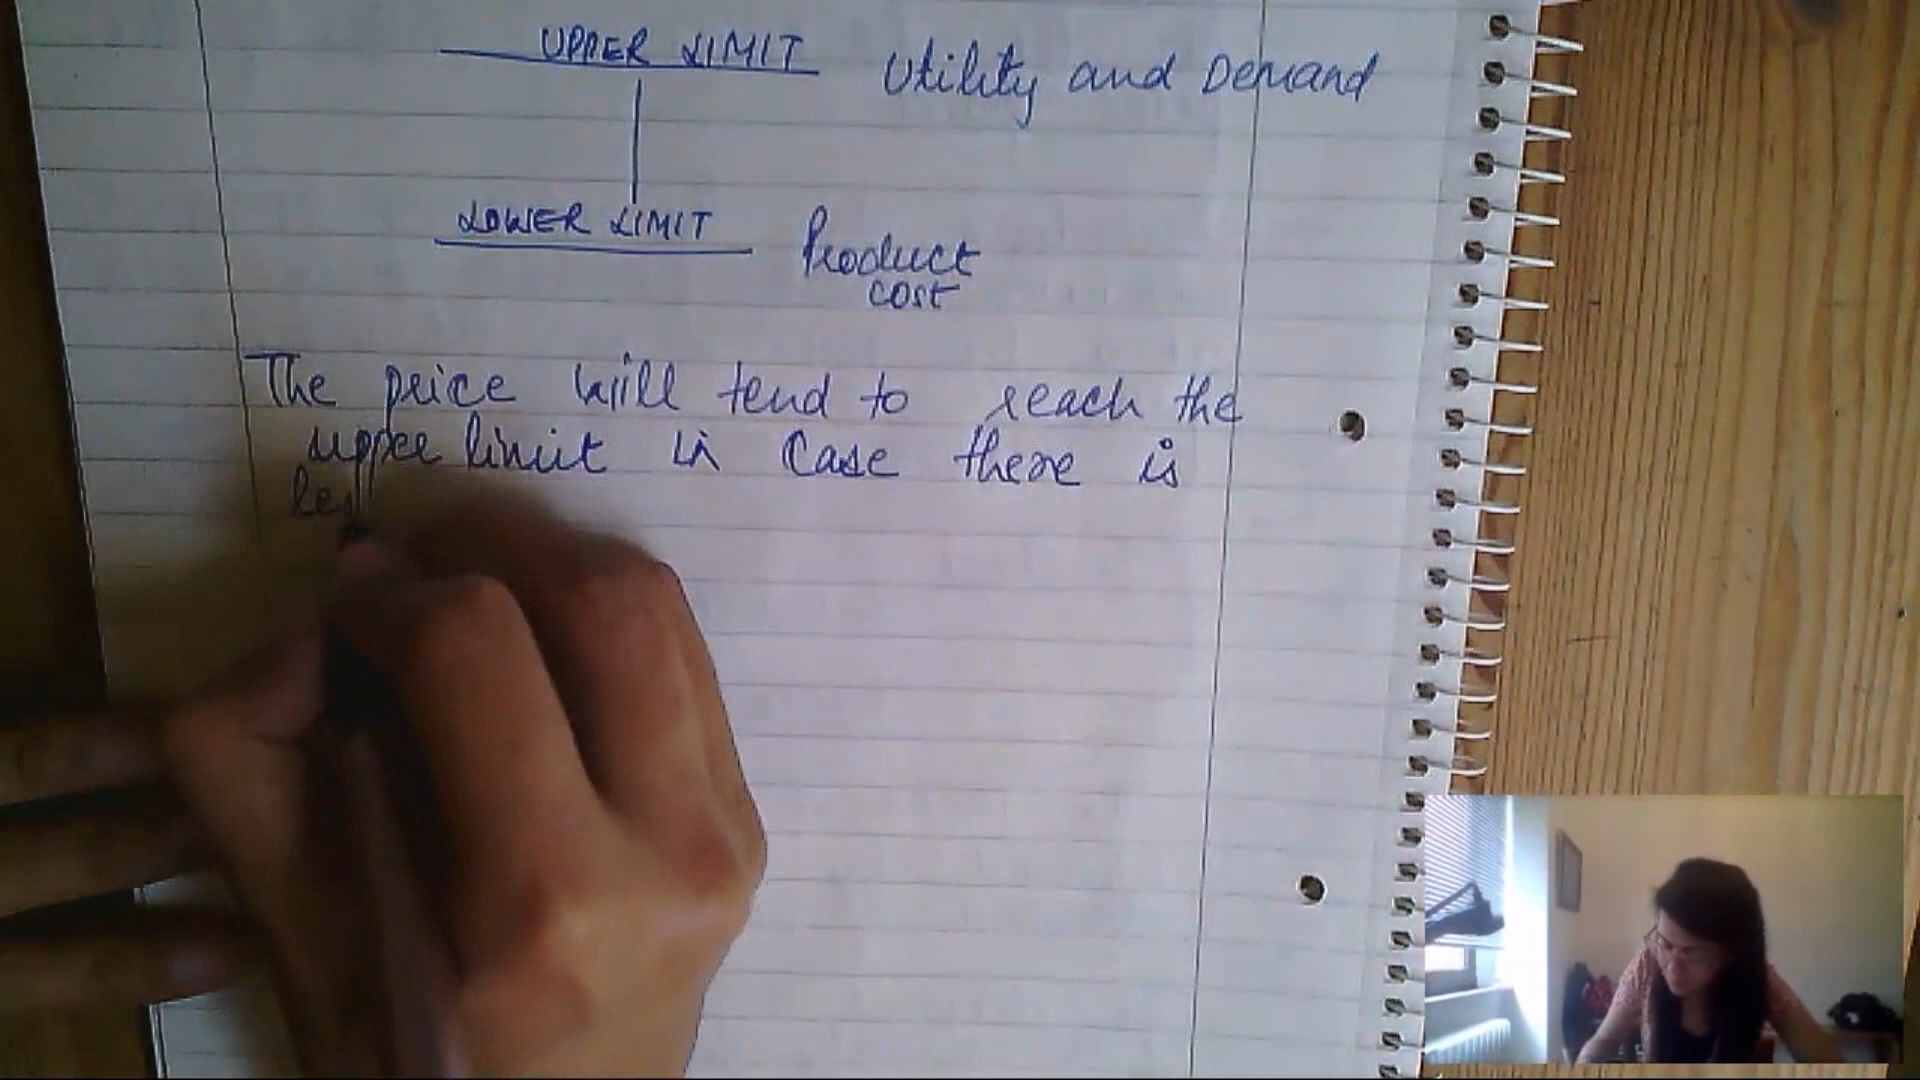 UPPER LIMIT Utility and Demand
LOWER LIMIT Product
cost
The price will tend to reach the
upper limit in Case there is